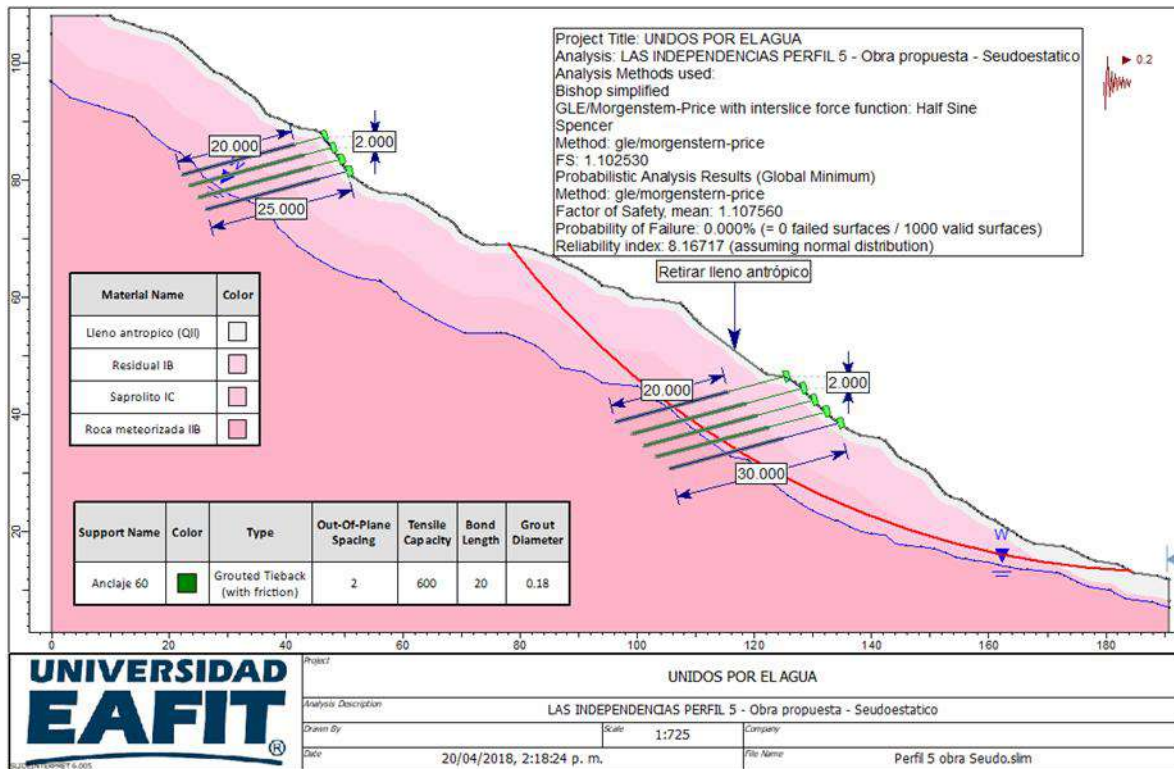 Project Title: UNIDOS POR EL AGUA
Analysis: LAS INDEPENDENCIAS PERFIL 5 - Obra propuesta - Seudoestatico
Analysis Methods used:
Bishop simplified
GLE/Morgenstern-Price with interslice force function: Half Sine
Spencer
Method: gle/morgenstern-price
FS: 1.102530
Probabilistic Analysis Results (Global Minimum)
Method: gle/morgenstern-price
Factor of Safety, mean: 1.107560
Probability of Failure: 0.000% (= 0 failed surfaces / 1000 valid surfaces)
Reliability index: 8.16717 (assuming normal distribution)
0.2
100
80
60
40
20
20.000
2.000
25.000
Retirar lleno antrópico
20.000
2.000
30.000
W
Material Name Color
Lleno antropico (QII)
Residual IB
Saprolito IC
Roca meteorizada IIB
Support Name Color Type Out-Of-Plane Spacing Tensile Capacity Bond Length Grout Diameter
Anclaje 60 Grouted Tieback (with friction) 2 600 20 0.18
0 20 40 60 80 100 120 140 160 180
UNIVERSIDAD
EAFIT®
SLIDEINTERPRET 6.005
Project
UNIDOS POR EL AGUA
Analysis Description
LAS INDEPENDENCIAS PERFIL 5 - Obra propuesta - Seudoestatico
Drawn By
Scale
1:725
Company
Date
20/04/2018, 2:18:24 p. m.
File Name
Perfil 5 obra Seudo.slim